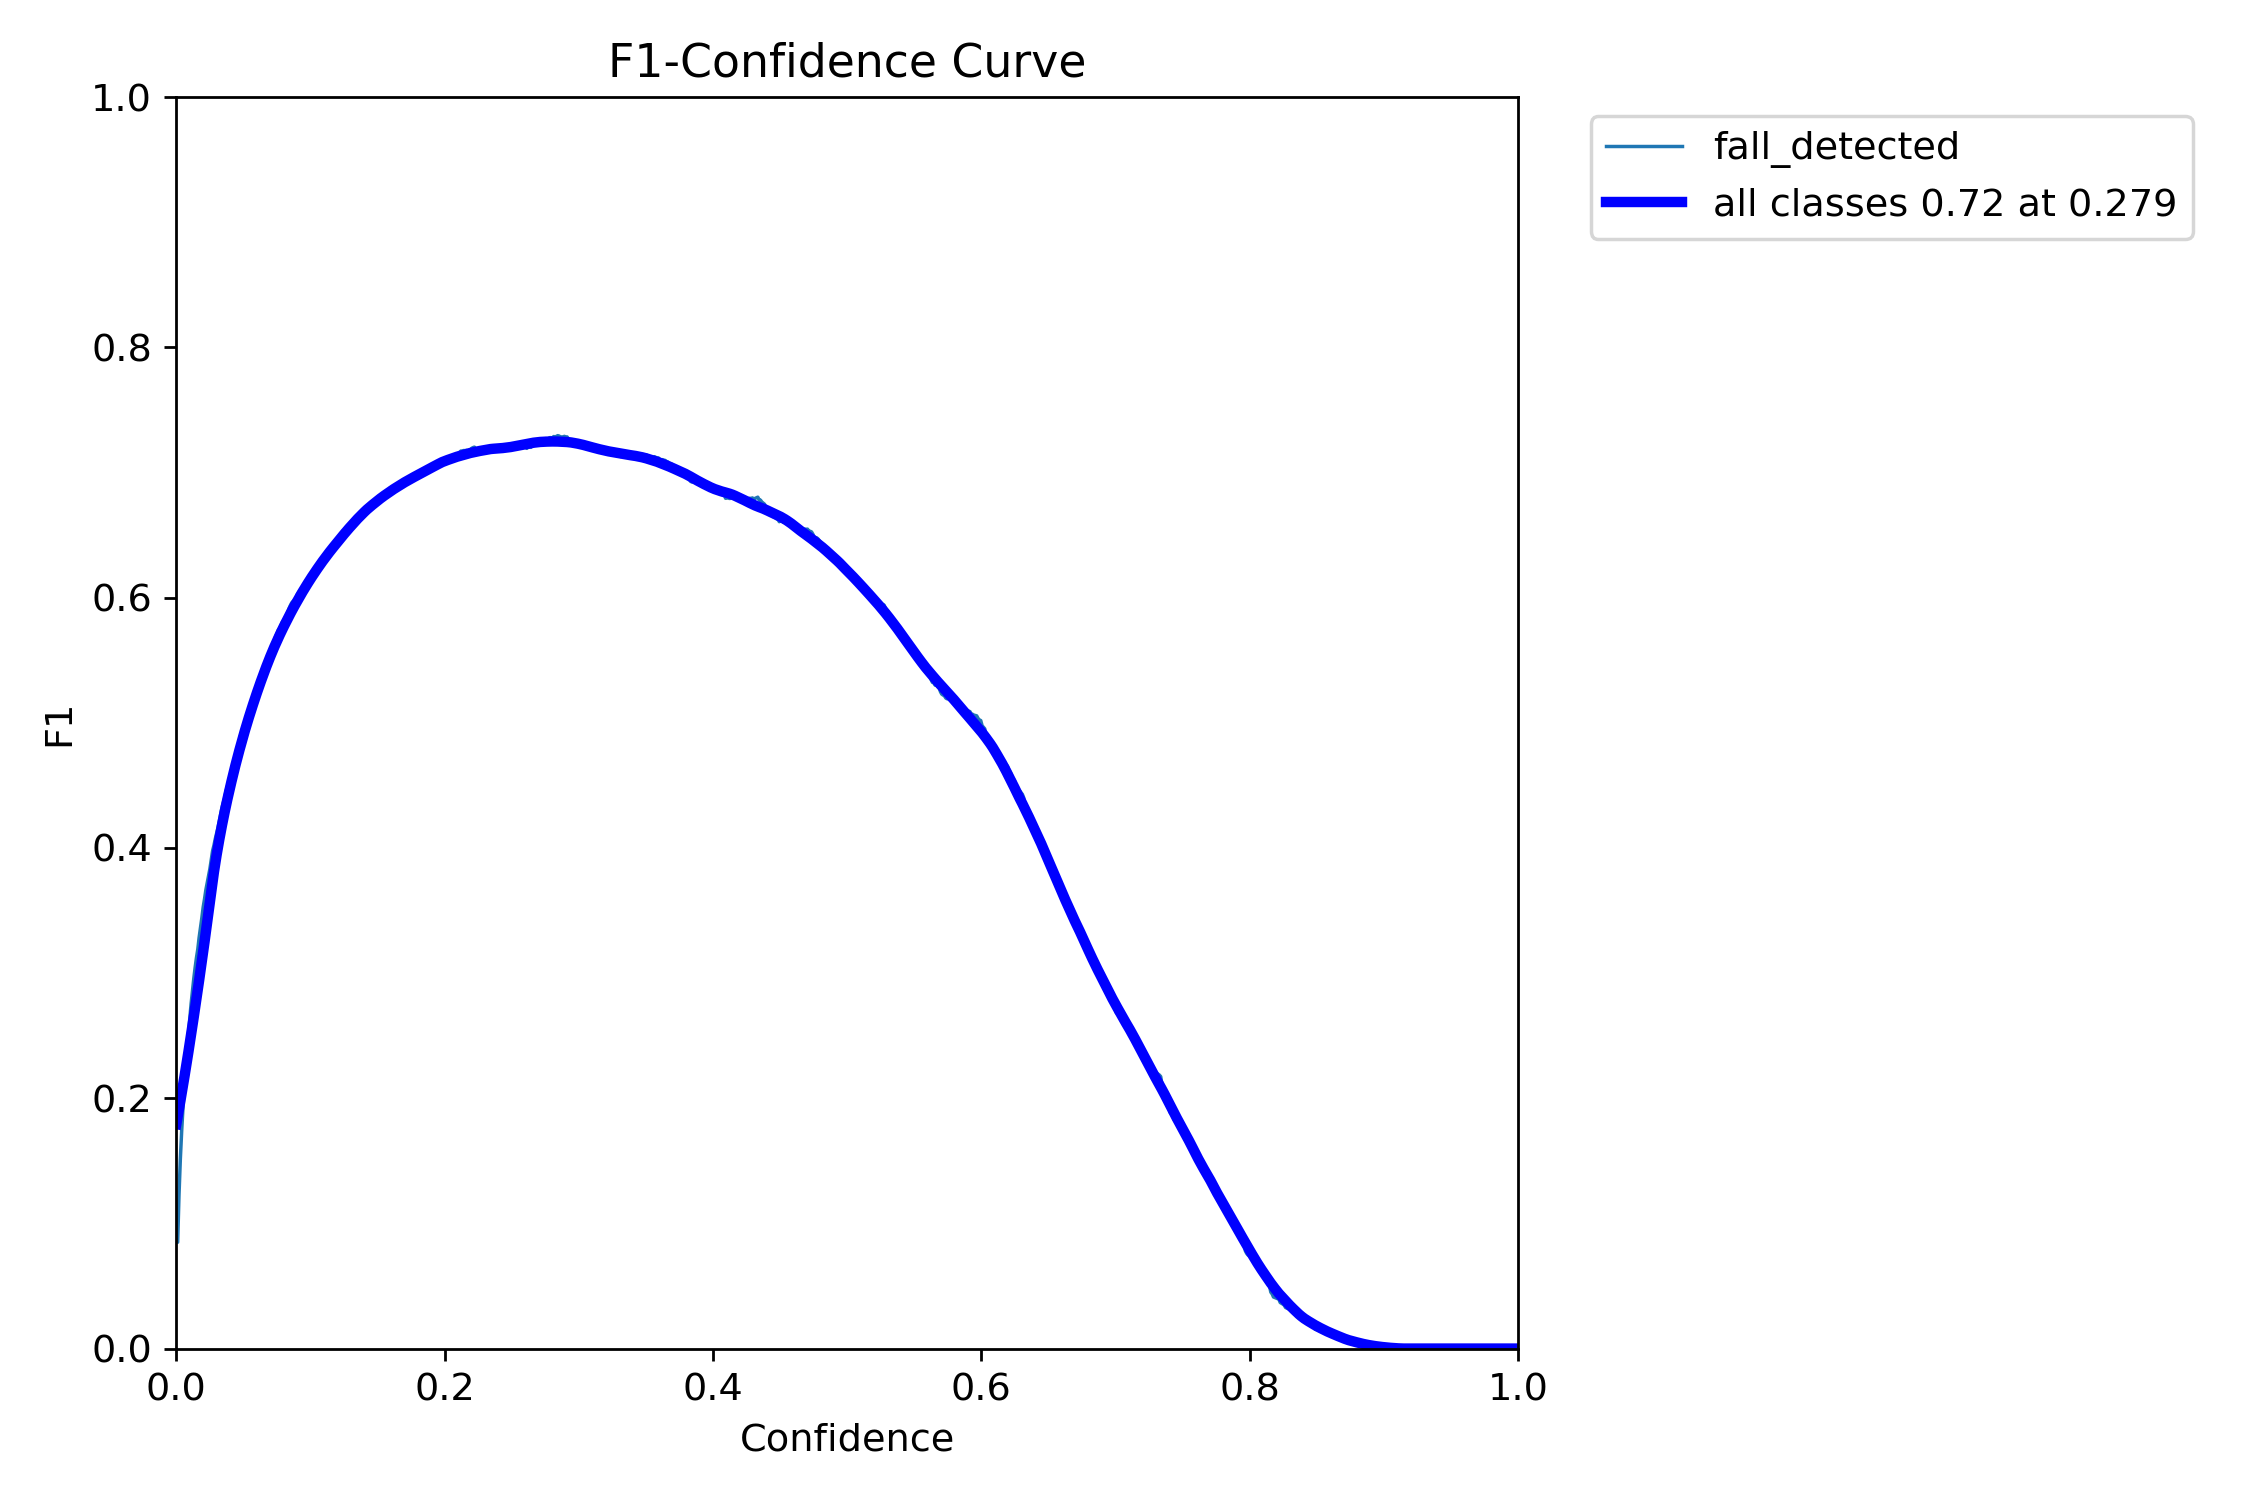 F1-Confidence Curve
1.0
0.8
0.6
0.4
0.2
0.0
F1
0.0 0.2 0.4 0.6 0.8 1.0
Confidence
fall_detected
all classes 0.72 at 0.279